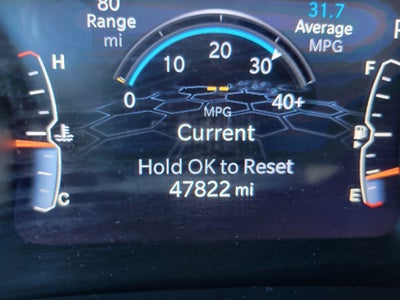 80
Range
mi
31.7
Average
MPG
H
F
0
10
20
30
40+
MPG
Current
Hold OK to Reset
47822 mi
C
E